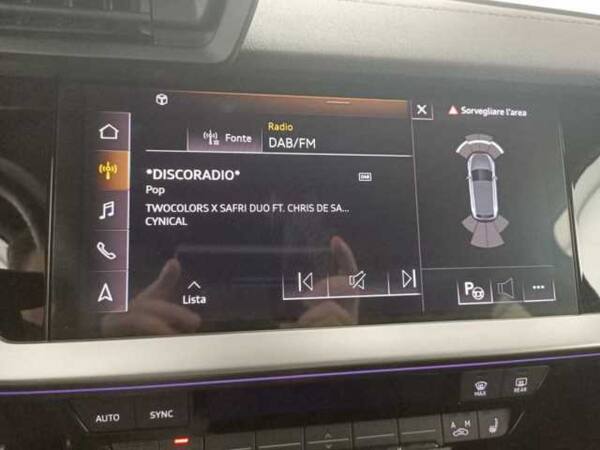 Sorvegliare l'area
Radio
Fonte
DAB/FM
*DISCORADIO*
DAB
Pop
TWOCOLORS X SAFRI DUO FT. CHRIS DE SA...
CYNICAL
Lista
P
...
MAX
REAR
AUTO
SYNC
A M